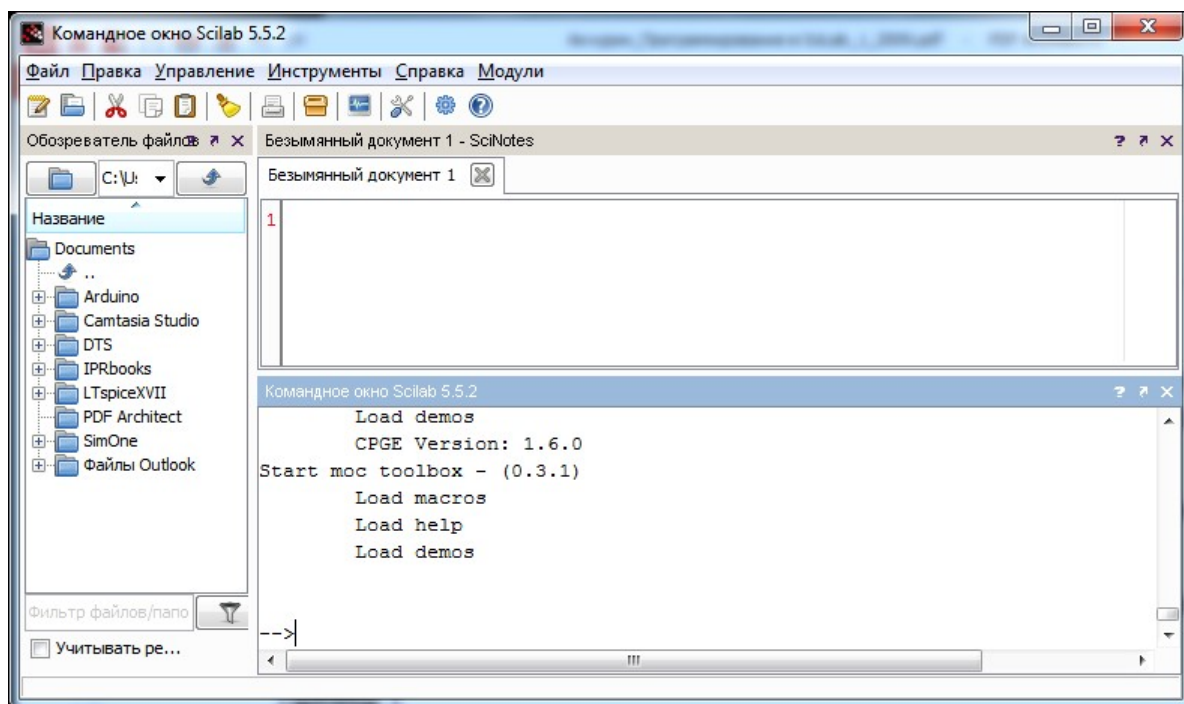 Командное окно Scilab 5.5.2
Файл Правка Управление Инструменты Справка Модули
Обозреватель файлов
Безымянный документ 1 - SciNotes
C:\U:
Безымянный документ 1
Название
1
Documents
..
Arduino
Camtasia Studio
DTS
IPRbooks
LTspiceXVII
PDF Architect
SimOne
Файлы Outlook
Фильтр файлов/папо
Учитывать ре...
Командное окно Scilab 5.5.2
Load demos
CPGE Version: 1.6.0
Start moc toolbox - (0.3.1)
Load macros
Load help
Load demos
-->